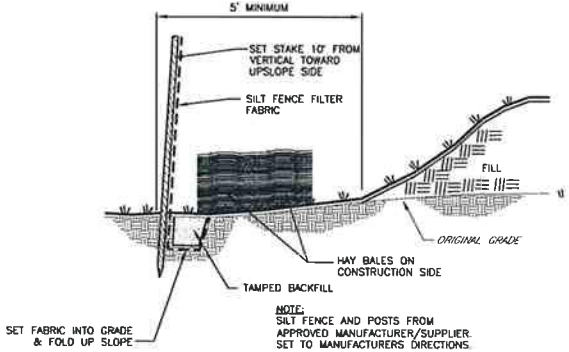 5' MINIMUM
SET STAKE 10° FROM
VERTICAL TOWARD
UPSLOPE SIDE
SILT FENCE FILTER
FABRIC
FILL
ORIGINAL GRADE
HAY BALES ON
CONSTRUCTION SIDE
TAMPED BACKFILL
SET FABRIC INTO GRADE
& FOLD UP SLOPE
NOTE:
SILT FENCE AND POSTS FROM
APPROVED MANUFACTURER/SUPPLIER.
SET TO MANUFACTURERS DIRECTIONS.